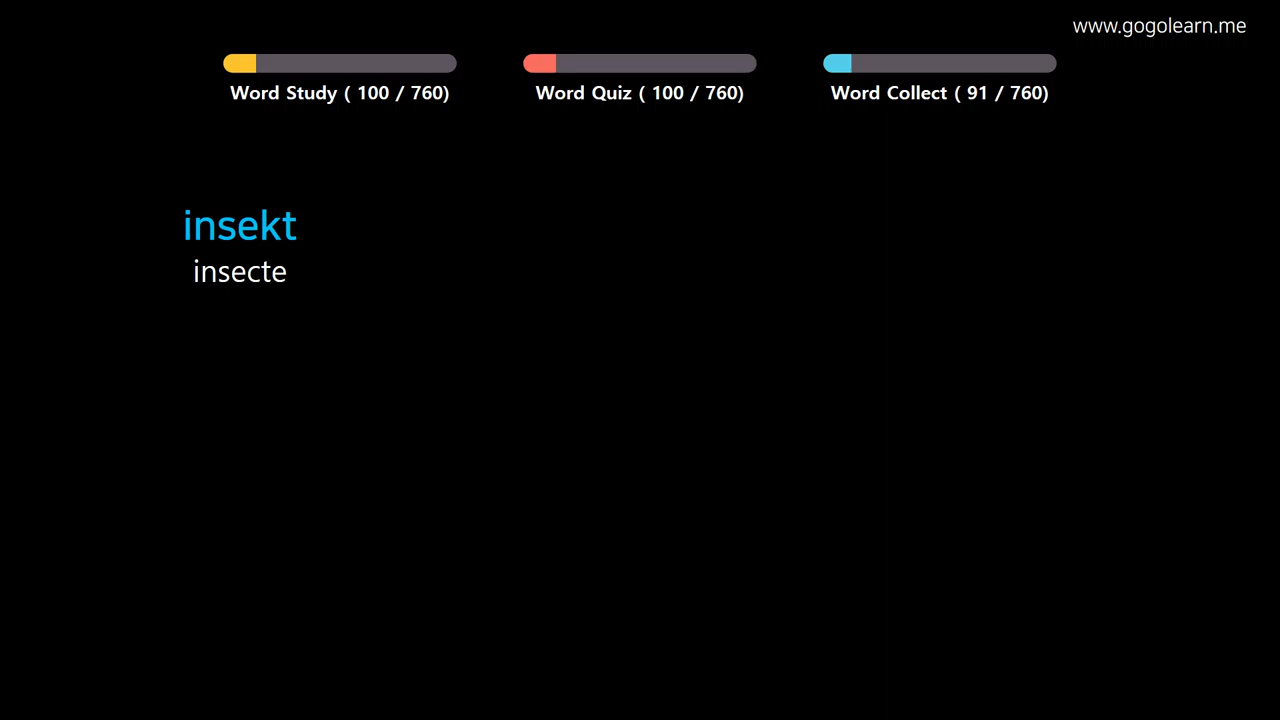 www.gogolearn.me
Word Study ( 100 / 760)
Word Quiz ( 100 / 760)
Word Collect ( 91 / 760)
insekt
insecte